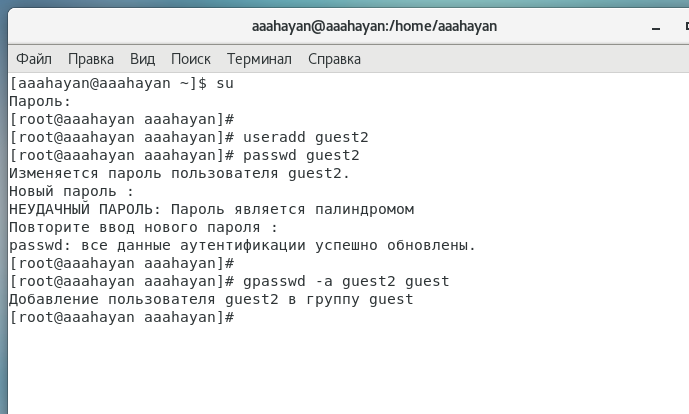 aaahayan@aaahayan:/home/aaahayan
Файл Правка Вид Поиск Терминал Справка
[aaahayan@aaahayan ~]$ su
Пароль:
[root@aaahayan aaahayan]#
[root@aaahayan aaahayan]# useradd guest2
[root@aaahayan aaahayan]# passwd guest2
Изменяется пароль пользователя guest2.
Новый пароль :
НЕУДАЧНЫЙ ПАРОЛЬ: Пароль является палиндромом
Повторите ввод нового пароля :
passwd: все данные аутентификации успешно обновлены.
[root@aaahayan aaahayan]#
[root@aaahayan aaahayan]# gpasswd -a guest2 guest
Добавление пользователя guest2 в группу guest
[root@aaahayan aaahayan]#